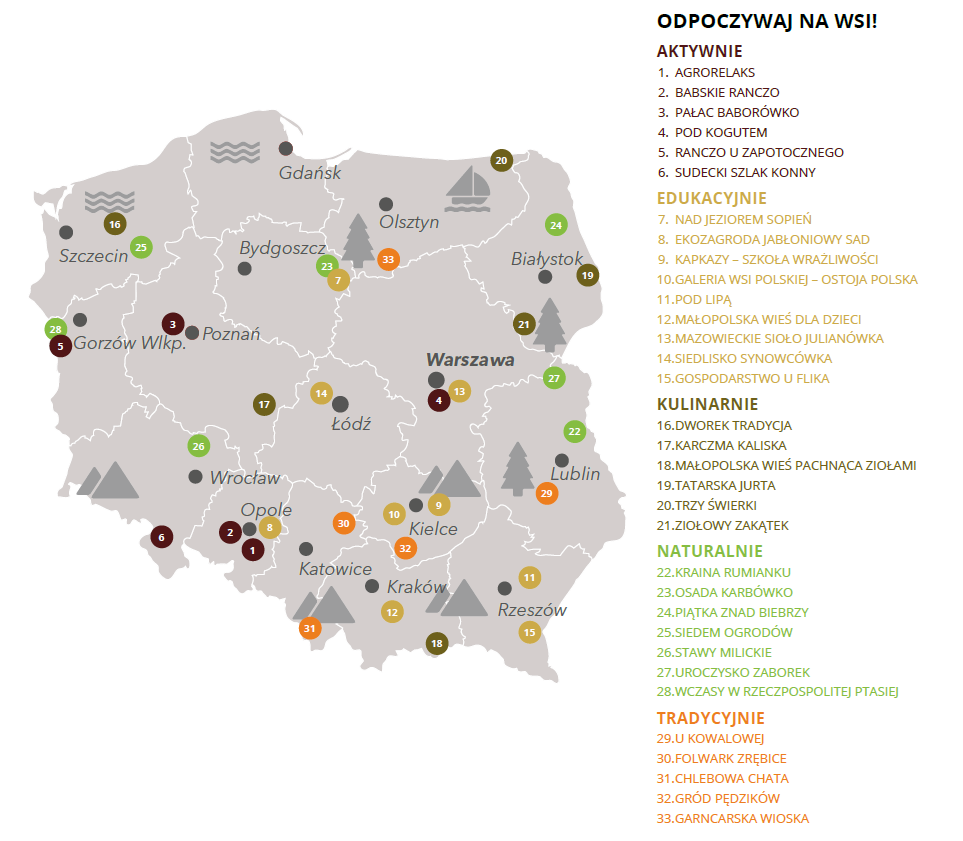 ODPOCZYWAJ NA WSI!
AKTYWNIE
1. AGRORELAKS
2. BABSKIE RANCZO
3. PAŁAC BABORÓWKO
4. POD KOGUTEM
5. RANCZO U ZAPOTOCZNEGO
6. SUDECKI SZLAK KONNY
EDUKACYJNIE
7. NAD JEZIOREM SOPIEŃ
8. EKOZAGRODA JABŁONIOWY SAD
9. KAPKAZY – SZKOŁA WRAŻLIWOŚCI
10.GALERIA WSI POLSKIEJ – OSTOJA POLSKA
11.POD LIPĄ
12.MAŁOPOLSKA WIEŚ DLA DZIECI
13.MAZOWIECKIE SIOŁO JULIANÓWKA
14.SIEDLISKO SYNOWCÓWKA
15.GOSPODARSTWO U FLIKA
KULINARNIE
16.DWOREK TRADYCJA
17.KARCZMA KALISKA
18.MAŁOPOLSKA WIEŚ PACHNĄCA ZIOŁAMI
19.TATARSKA JURTA
20.TRZY ŚWIERKI
21.ZIOŁOWY ZAKĄTEK
NATURALNIE
22.KRAINA RUMIANKU
23.OSADA KARBÓWKO
24.PIĄTKA ZNAD BIEBRZY
25.SIEDEM OGRODÓW
26.STAWY MILICKIE
27.UROCZYSKO ZABOREK
28.WCZASY W RZECZPOSPOLITEJ PTASIEJ
TRADYCYJNIE
29.U KOWALOWEJ
30.FOLWARK ZRĘBICE
31.CHLEBOWA CHATA
32.GRÓD PĘDZIKÓW
33.GARNCARSKA WIOSKA
Gdańsk
20
Olsztyn
16
24
25
Szczecin
Bydgoszcz
33
Białystok
23
7
19
28
3
21
Poznań
5
Gorzów Wlkp.
Warszawa
27
14
13
4
17
Łódź
22
26
Lublin
Wrocław
29
9
10
Opole
30
Kielce
8
2
6
1
32
Katowice
11
Kraków
12
Rzeszów
31
15
18